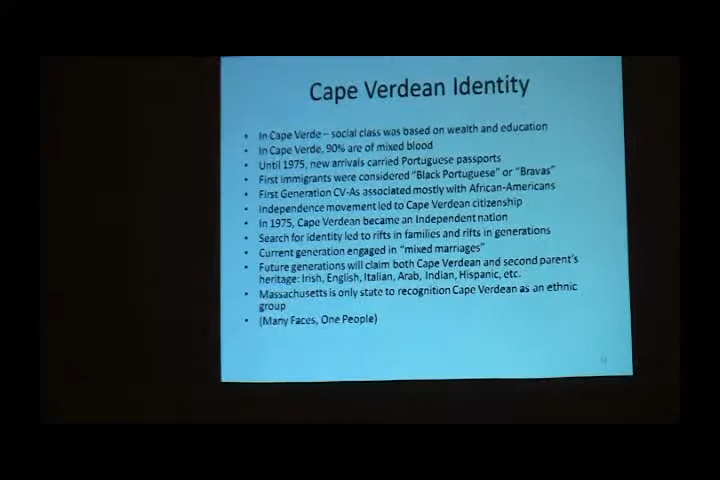 Cape Verdean Identity
• In Cape Verde – social class was based on wealth and education
• In Cape Verde, 90% are of mixed blood
• Until 1975, new arrivals carried Portuguese passports
• First immigrants were considered "Black Portuguese" or "Bravas"
• First Generation CV-As associated mostly with African-Americans
• Independence movement led to Cape Verdean citizenship
• In 1975, Cape Verdean became an Independent nation
• Search for identity led to rifts in families and rifts in generations
• Current generation engaged in "mixed marriages"
• Future generations will claim both Cape Verdean and second parent's
heritage: Irish, English, Italian, Arab, Indian, Hispanic, etc.
• Massachusetts is only state to recognition Cape Verdean as an ethnic
group
• (Many Faces, One People)